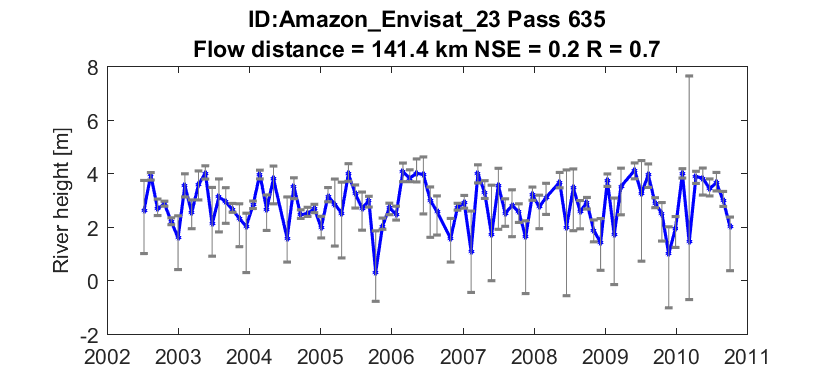 ID:Amazon_Envisat_23 Pass 635
Flow distance = 141.4 km NSE = 0.2 R = 0.7
8
6
4
2
0
-2
River height [m]
2002 2003 2004 2005 2006 2007 2008 2009 2010 2011